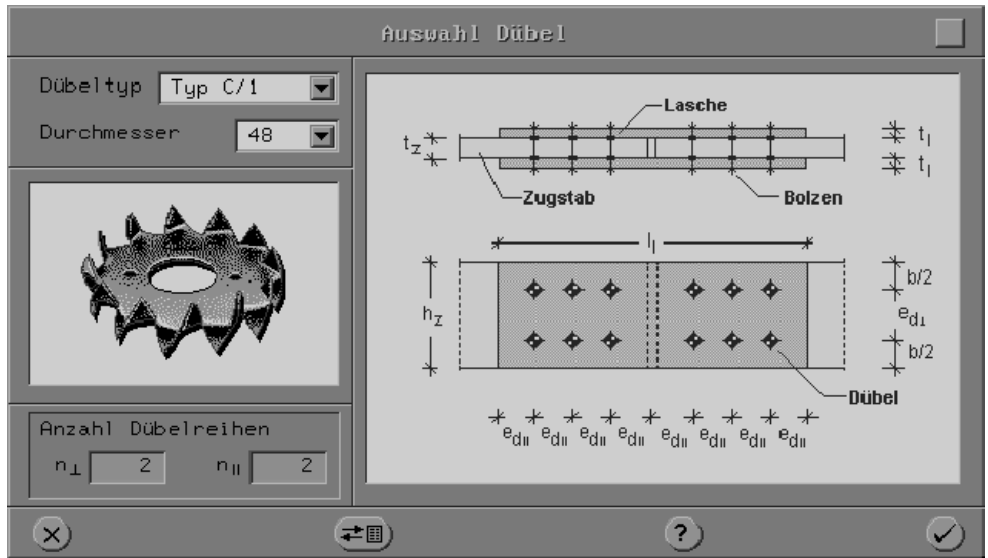 Auswahl Dübel
Dübeltyp Typ C/1
Durchmesser 48
Anzahl Dübelreihen
n⊥ 2 n|| 2
Lasche
tz
tl
tl
Zugstab
Bolzen
ll
hz
b/2
ed⊥
b/2
Dübel
ed|| ed|| ed|| ed|| ed|| ed|| ed|| ed||
?